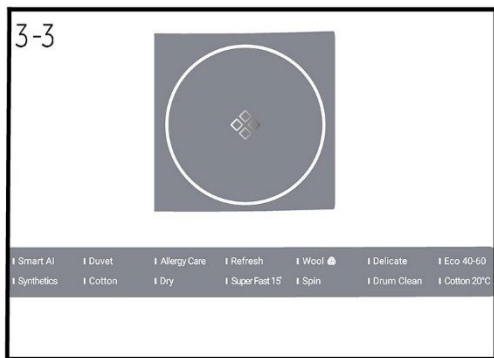 3-3
Smart AI Duvet Allergy Care Refresh Wool Delicate Eco 40-60
Synthetics Cotton Dry Super Fast 15' Spin Drum Clean Cotton 20°C